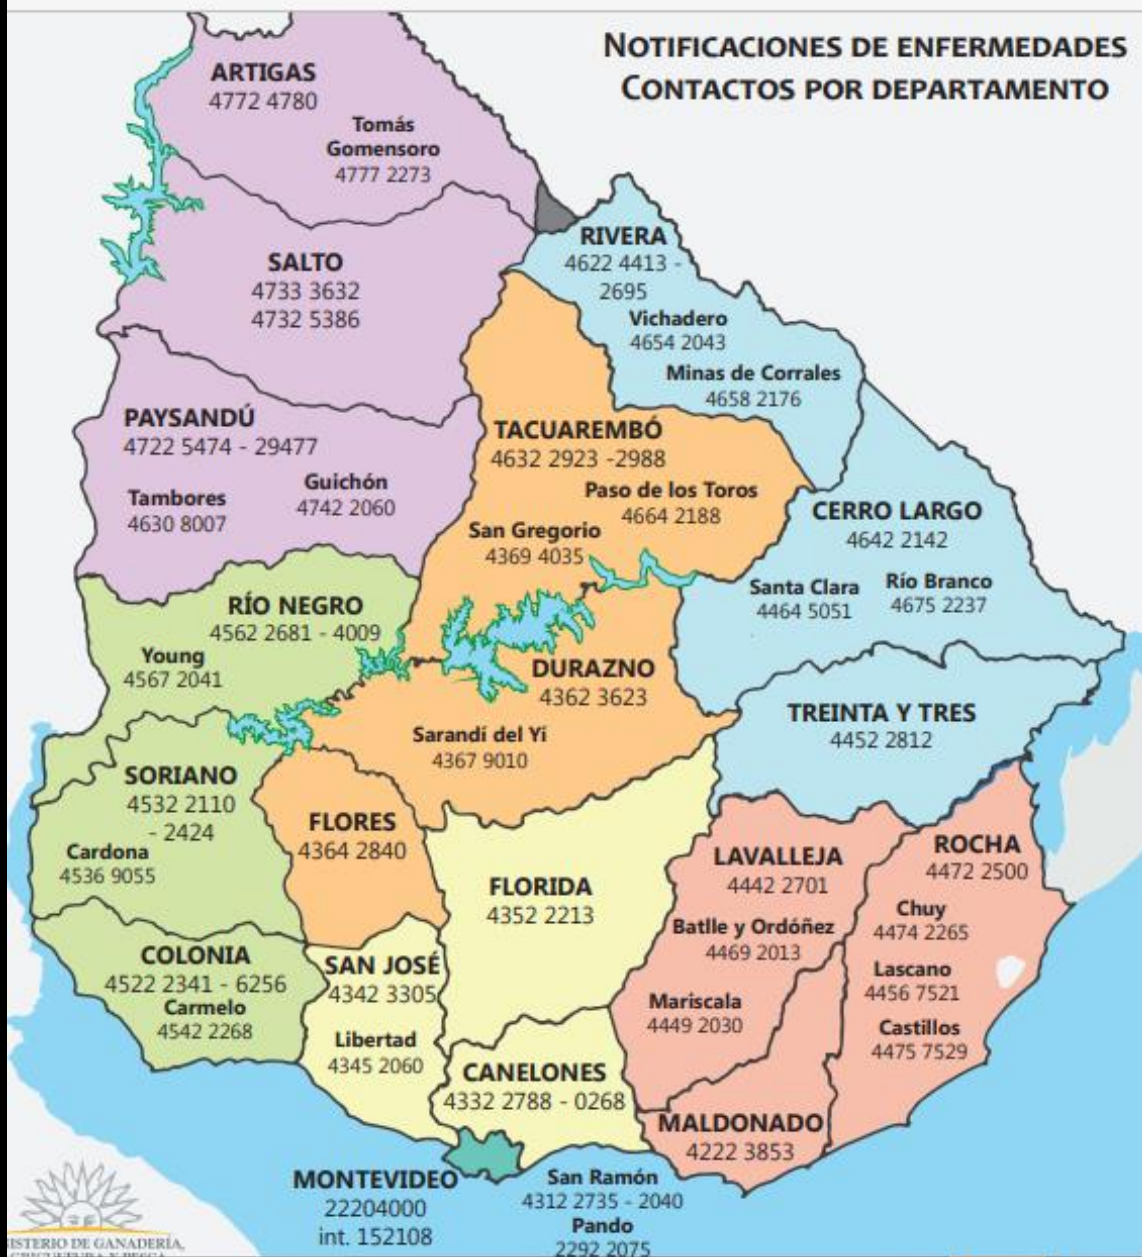 NOTIFICACIONES DE ENFERMEDADES
CONTACTOS POR DEPARTAMENTO
ARTIGAS
4772 4780
Tomás
Gomensoro
4777 2273
SALTO
4733 3632
4732 5386
RIVERA
4622 4413 -
2695
Vichadero
4654 2043
Minas de Corrales
4658 2176
PAYSANDÚ
4722 5474 - 29477
Guichón
4742 2060
Tambores
4630 8007
TACUAREMBÓ
4632 2923 -2988
Paso de los Toros
4664 2188
San Gregorio
4369 4035
CERRO LARGO
4642 2142
Santa Clara
4464 5051
Río Branco
4675 2237
RÍO NEGRO
4562 2681 - 4009
Young
4567 2041
DURAZNO
4362 3623
Sarandí del Yi
4367 9010
TREINTA Y TRES
4452 2812
SORIANO
4532 2110
- 2424
Cardona
4536 9055
FLORES
4364 2840
FLORIDA
4352 2213
LAVALLEJA
4442 2701
Batlle y Ordóñez
4469 2013
Mariscala
4449 2030
ROCHA
4472 2500
Chuy
4474 2265
Lascano
4456 7521
Castillos
4475 7529
COLONIA
4522 2341 - 6256
Carmelo
4542 2268
SAN JOSÉ
4342 3305
Libertad
4345 2060
CANELONES
4332 2788 - 0268
MALDONADO
4222 3853
MONTEVIDEO
22204000
int. 152108
San Ramón
4312 2735 - 2040
Pando
2292 2075
ISTERIO DE GANADERÍA,